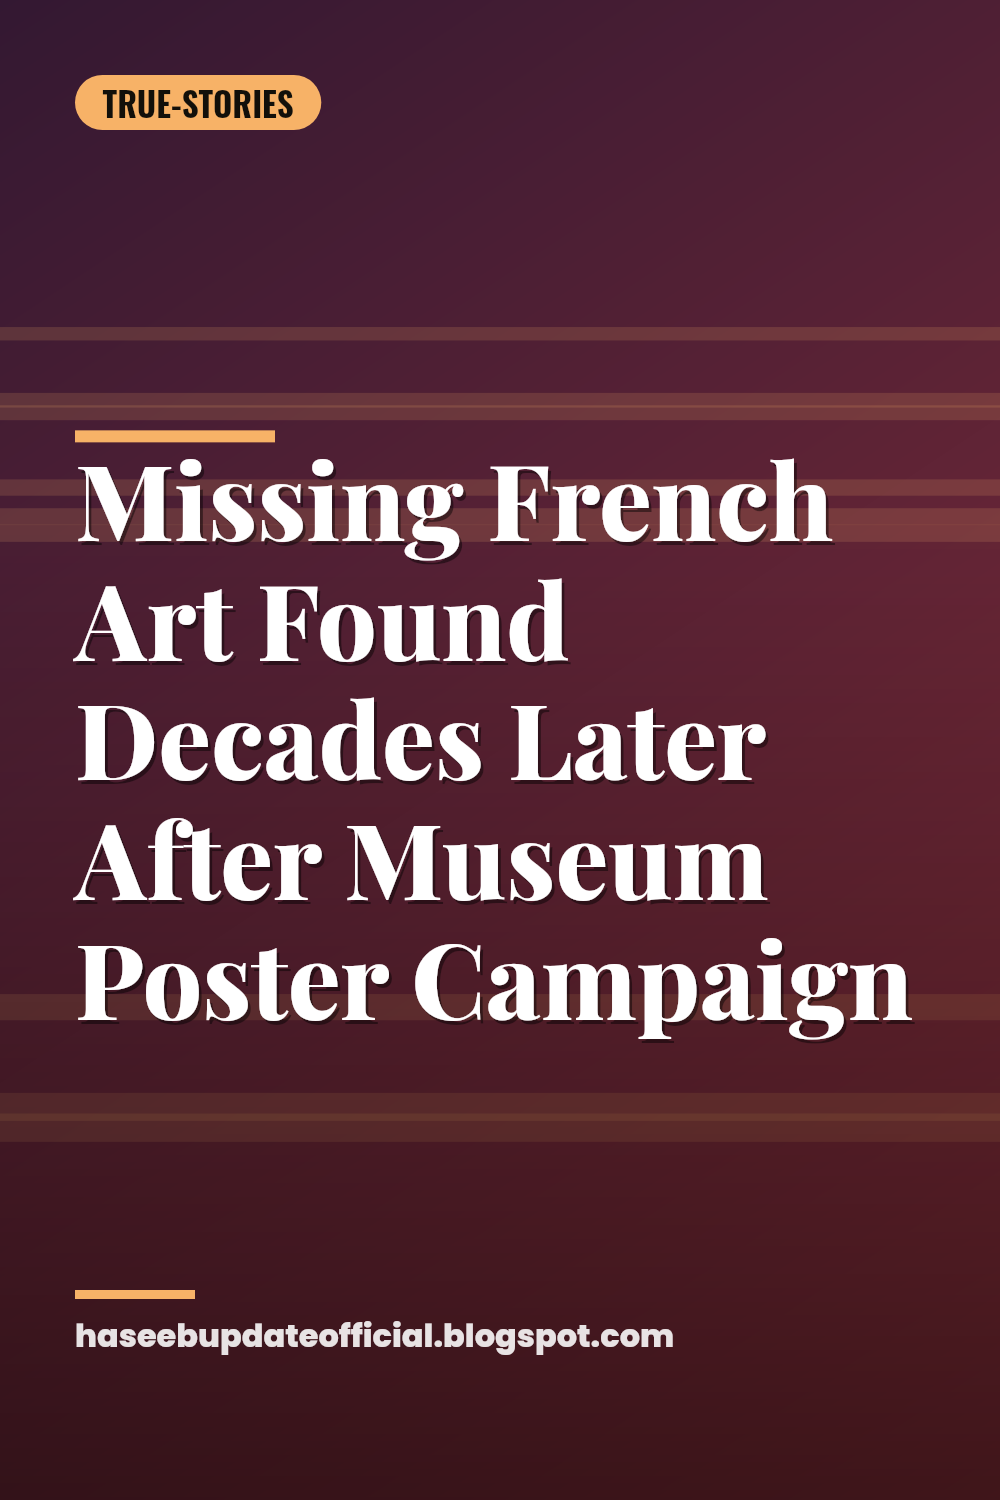 TRUE-STORIES
Missing French
Art Found
Decades Later
After Museum
Poster Campaign
haseebupdateofficial.blogspot.com